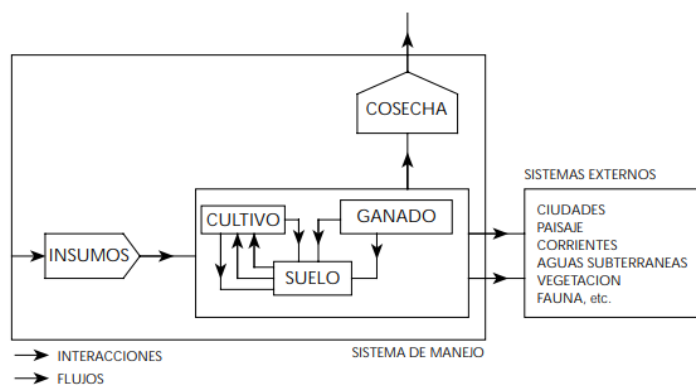 COSECHA
SISTEMAS EXTERNOS
CULTIVO
GANADO
CIUDADES
PAISAJE
CORRIENTES
AGUAS SUBTERRANEAS
VEGETACION
FAUNA, etc.
INSUMOS
SUELO
INTERACCIONES
SISTEMA DE MANEJO
FLUJOS